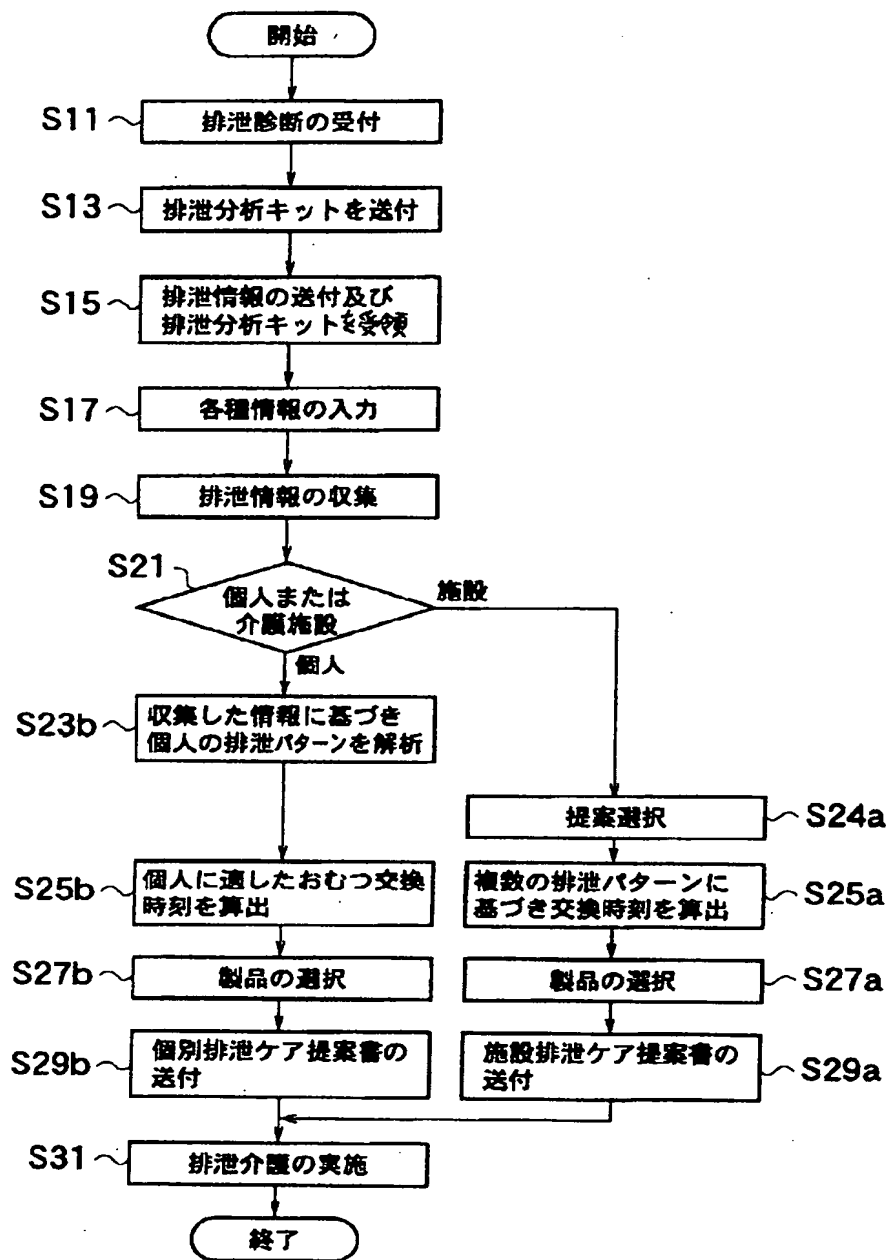 開始
S11
排泄診断の受付
S13
排泄分析キットを送付
S15
排泄情報の送付及び
排泄分析キットを受領
S17
各種情報の入力
S19
排泄情報の収集
S21
個人または
介護施設
施設
個人
S23b
収集した情報に基づき
個人の排泄パターンを解析
提案選択
S24a
S25b
個人に適したおむつ交換
時刻を算出
複数の排泄パターンに
基づき交換時刻を算出
S25a
S27b
製品の選択
製品の選択
S27a
S29b
個別排泄ケア提案書の
送付
施設排泄ケア提案書の
送付
S29a
S31
排泄介護の実施
終了